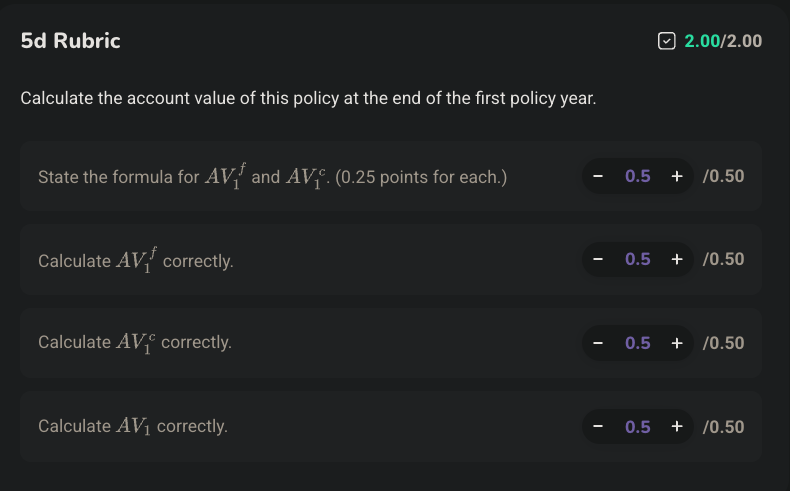 5d Rubric
2.00/2.00
Calculate the account value of this policy at the end of the first policy year.
State the formula for $AV_1^f$ and $AV_1^c$. (0.25 points for each.)
− 0.5 + /0.50
Calculate $AV_1^f$ correctly.
− 0.5 + /0.50
Calculate $AV_1^c$ correctly.
− 0.5 + /0.50
Calculate $AV_1$ correctly.
− 0.5 + /0.50